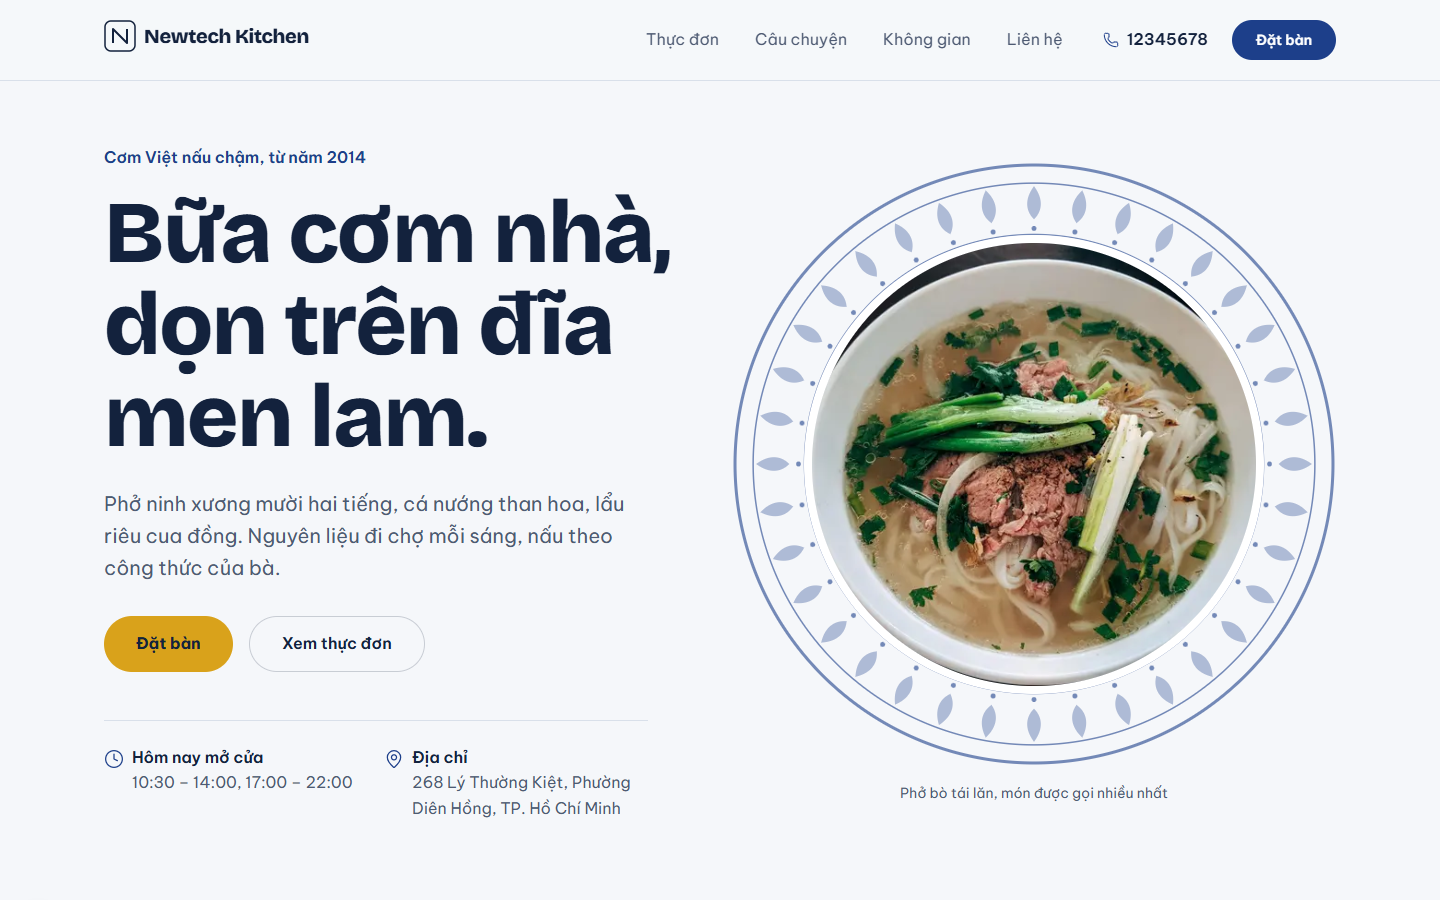 N Newtech Kitchen
Thực đơn Câu chuyện Không gian Liên hệ 12345678 Đặt bàn
Cơm Việt nấu chậm, từ năm 2014
Bữa cơm nhà,
dọn trên đĩa
men lam.
Phở ninh xương mười hai tiếng, cá nướng than hoa, lẩu
riêu cua đồng. Nguyên liệu đi chợ mỗi sáng, nấu theo
công thức của bà.
Đặt bàn Xem thực đơn
Hôm nay mở cửa
10:30 – 14:00, 17:00 – 22:00
Địa chỉ
268 Lý Thường Kiệt, Phường
Diên Hồng, TP. Hồ Chí Minh
Phở bò tái lăn, món được gọi nhiều nhất